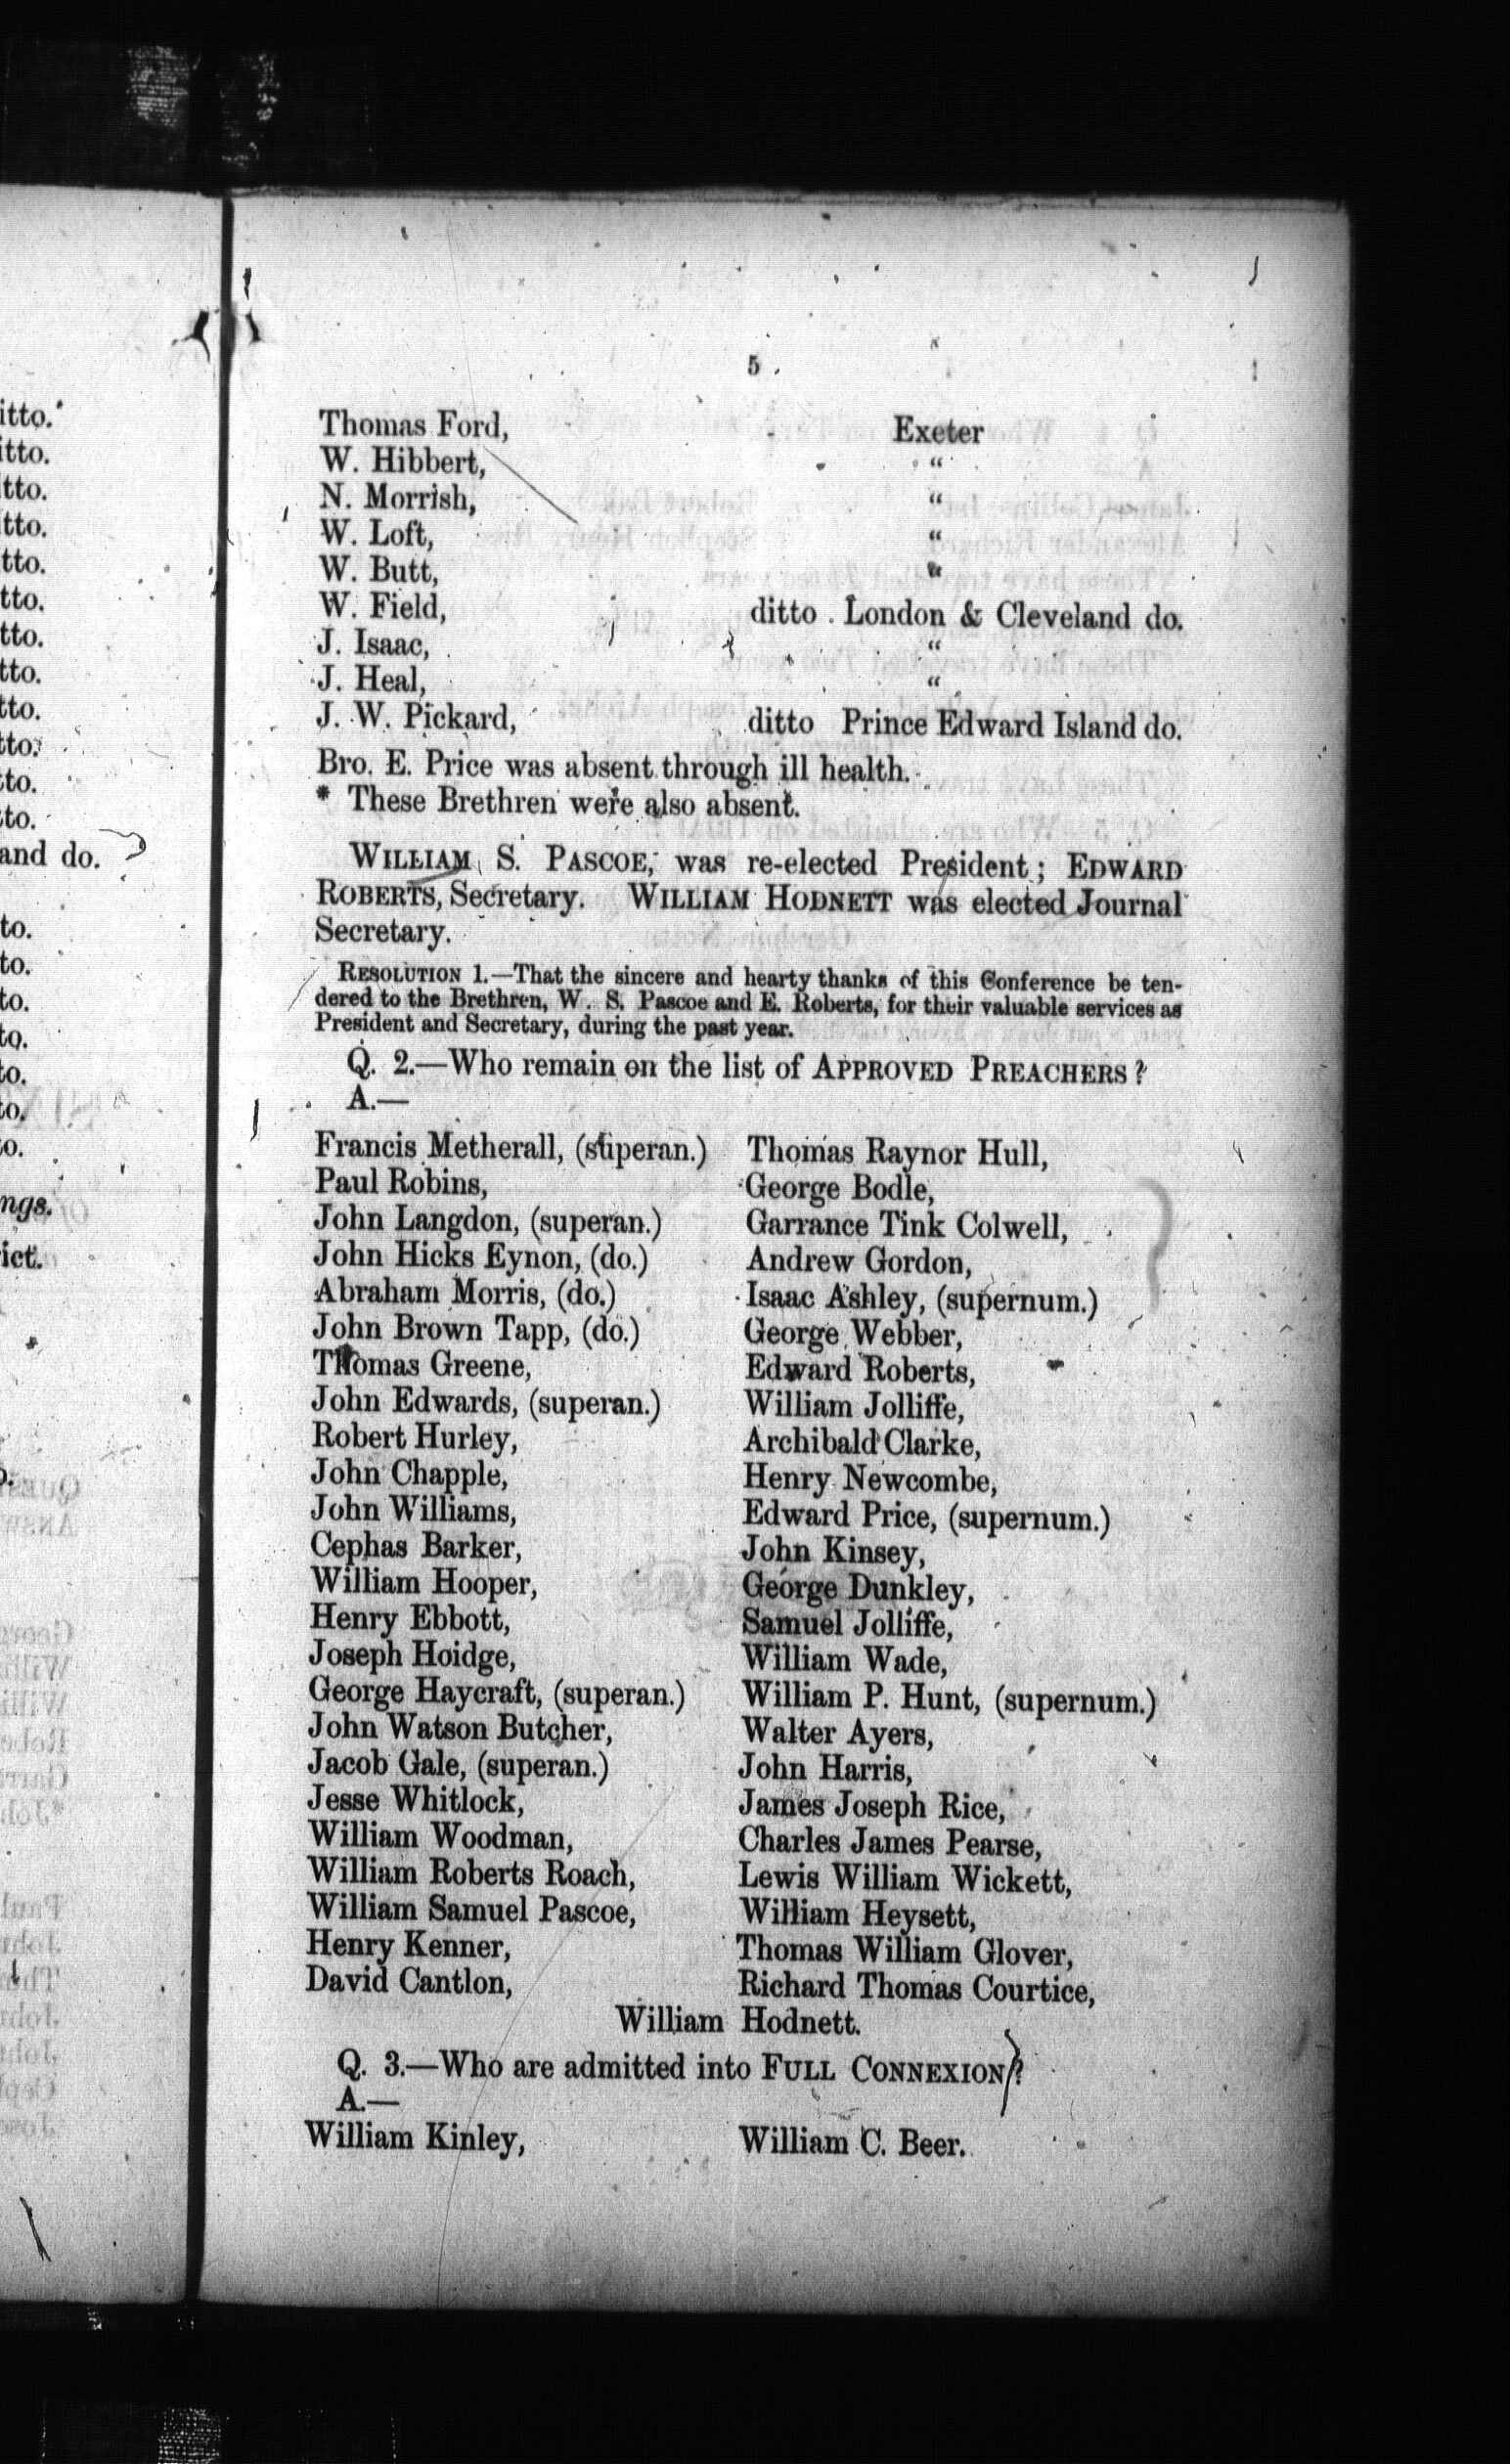 5
Thomas Ford, Exeter
W. Hibbert, “
N. Morrish, “
W. Loft, “
W. Butt, “
W. Field, ditto London & Cleveland do.
J. Isaac, “
J. Heal, “
J. W. Pickard, ditto Prince Edward Island do.
Bro. E. Price was absent through ill health.
* These Brethren were also absent.
WILLIAM S. PASCOE, was re-elected President; EDWARD
ROBERTS, Secretary. WILLIAM HODNETT was elected Journal
Secretary.
RESOLUTION 1.—That the sincere and hearty thanks of this Conference be ten-
dered to the Brethren, W. S. Pascoe and E. Roberts, for their valuable services as
President and Secretary, during the past year.
Q. 2.—Who remain on the list of APPROVED PREACHERS?
A.—
Francis Metherall, (superan.) Thomas Raynor Hull,
Paul Robins, George Bodle,
John Langdon, (superan.) Garrance Tink Colwell,
John Hicks Eynon, (do.) Andrew Gordon,
Abraham Morris, (do.) Isaac Ashley, (supernum.)
John Brown Tapp, (do.) George Webber,
Thomas Greene, Edward Roberts,
John Edwards, (superan.) William Jolliffe,
Robert Hurley, Archibald Clarke,
John Chapple, Henry Newcombe,
John Williams, Edward Price, (supernum.)
Cephas Barker, John Kinsey,
William Hooper, George Dunkley,
Henry Ebbott, Samuel Jolliffe,
Joseph Hoidge, William Wade,
George Haycraft, (superan.) William P. Hunt, (supernum.)
John Watson Butcher, Walter Ayers,
Jacob Gale, (superan.) John Harris,
Jesse Whitlock, James Joseph Rice,
William Woodman, Charles James Pearse,
William Roberts Roach, Lewis William Wickett,
William Samuel Pascoe, William Heysett,
Henry Kenner, Thomas William Glover,
David Cantlon, Richard Thomas Courtice,
William Hodnett.
Q. 3.—Who are admitted into FULL CONNEXION?
A.—
William Kinley, William C. Beer.